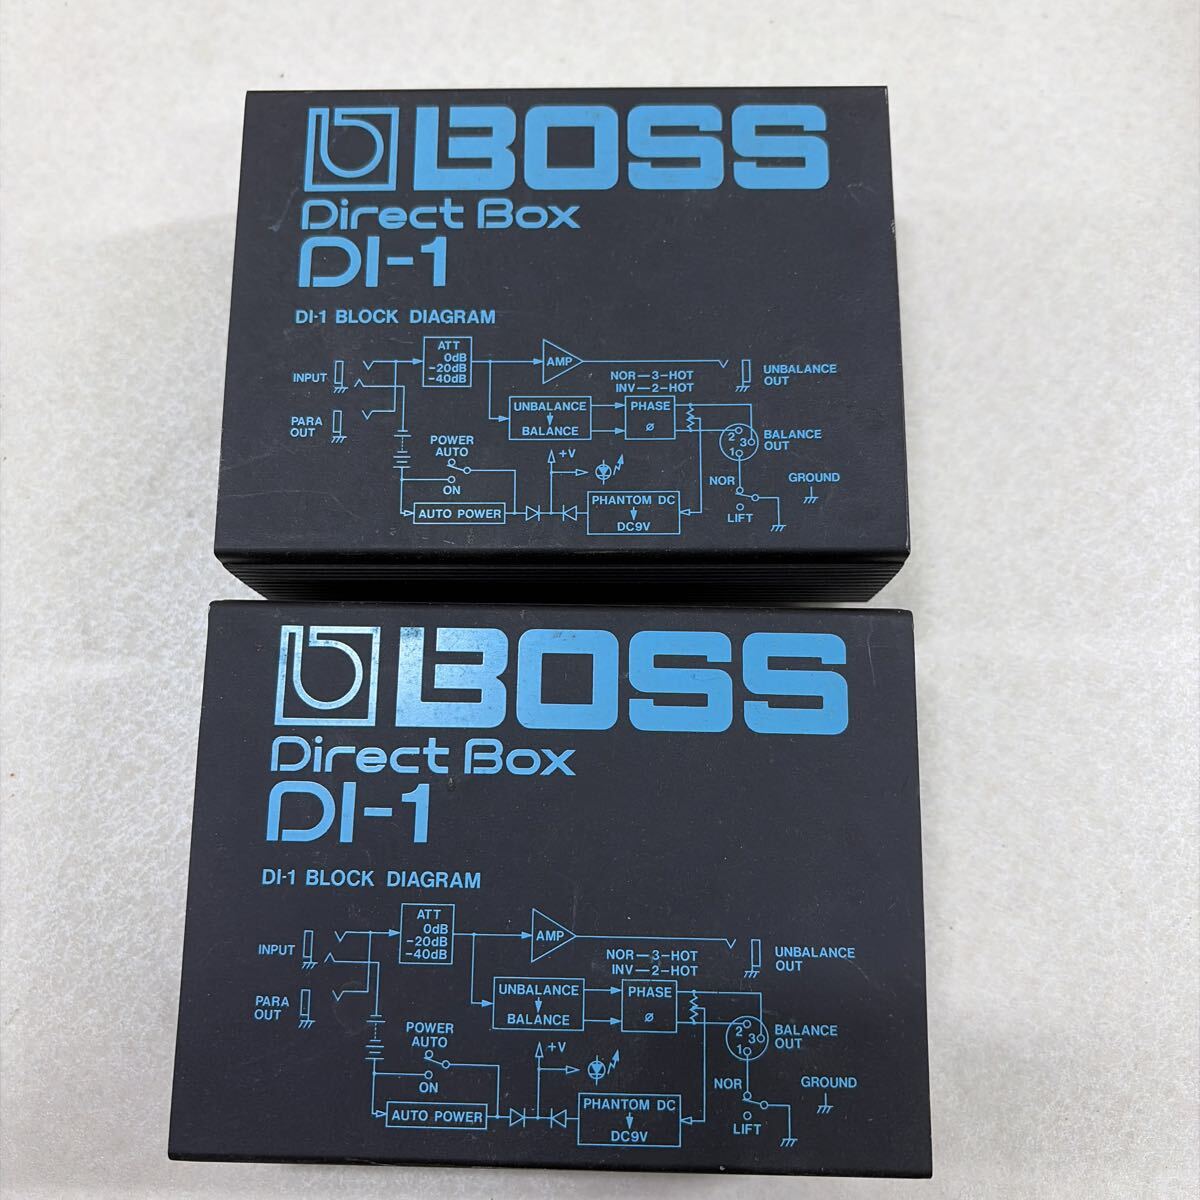 BOSS
Direct Box
DI-1
DI-1 BLOCK DIAGRAM
ATT
0dB
-20dB
-40dB
AMP
INPUT
NOR—3-HOT
INV—2-HOT
UNBALANCE
OUT
PARA
OUT
UNBALANCE
BALANCE
PHASE
ø
2
3
1
BALANCE
OUT
POWER
AUTO
ON
+V
NOR
GROUND
LIFT
AUTO POWER
PHANTOM DC
DC9V
BOSS
Direct Box
DI-1
DI-1 BLOCK DIAGRAM
ATT
0dB
-20dB
-40dB
AMP
INPUT
NOR—3-HOT
INV—2-HOT
UNBALANCE
OUT
PARA
OUT
UNBALANCE
BALANCE
PHASE
ø
2
3
1
BALANCE
OUT
POWER
AUTO
ON
+V
NOR
GROUND
LIFT
AUTO POWER
PHANTOM DC
DC9V